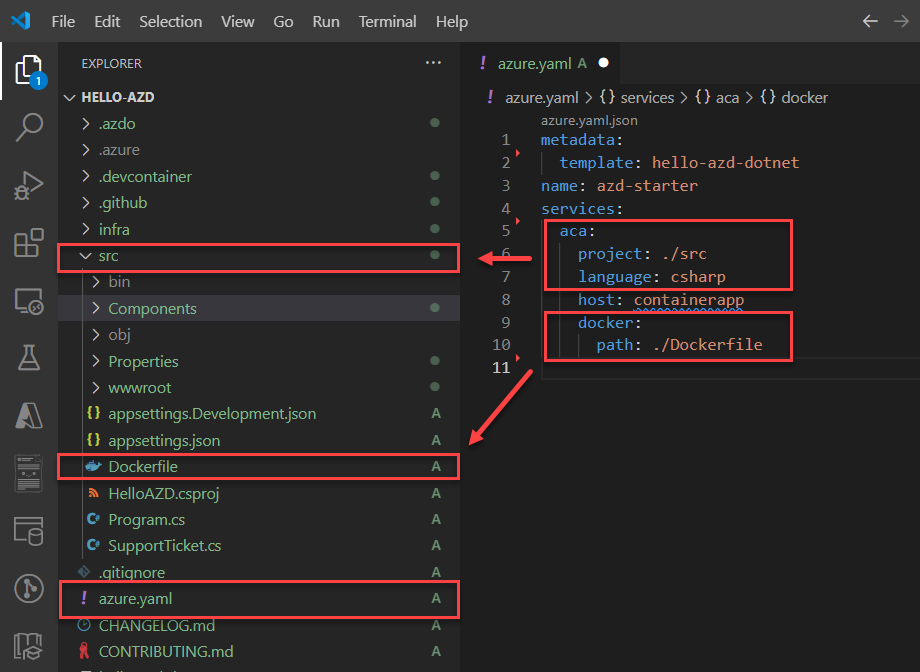 File Edit Selection View Go Run Terminal Help
EXPLORER
HELLO-AZD
.azdo
.azure
.devcontainer
.github
infra
src
bin
Components
obj
Properties
wwwroot
{} appsettings.Development.json A
{} appsettings.json A
Dockerfile A
HelloAZD.csproj A
Program.cs A
SupportTicket.cs A
.gitignore A
! azure.yaml A
CHANGELOG.md A
CONTRIBUTING.md A
1
! azure.yaml A
! azure.yaml > {} services > {} aca > {} docker
azure.yaml.json
1 metadata:
2 template: hello-azd-dotnet
3 name: azd-starter
4 services:
5 aca:
6 project: ./src
7 language: csharp
8 host: containerapp
9 docker:
10 path: ./Dockerfile
11